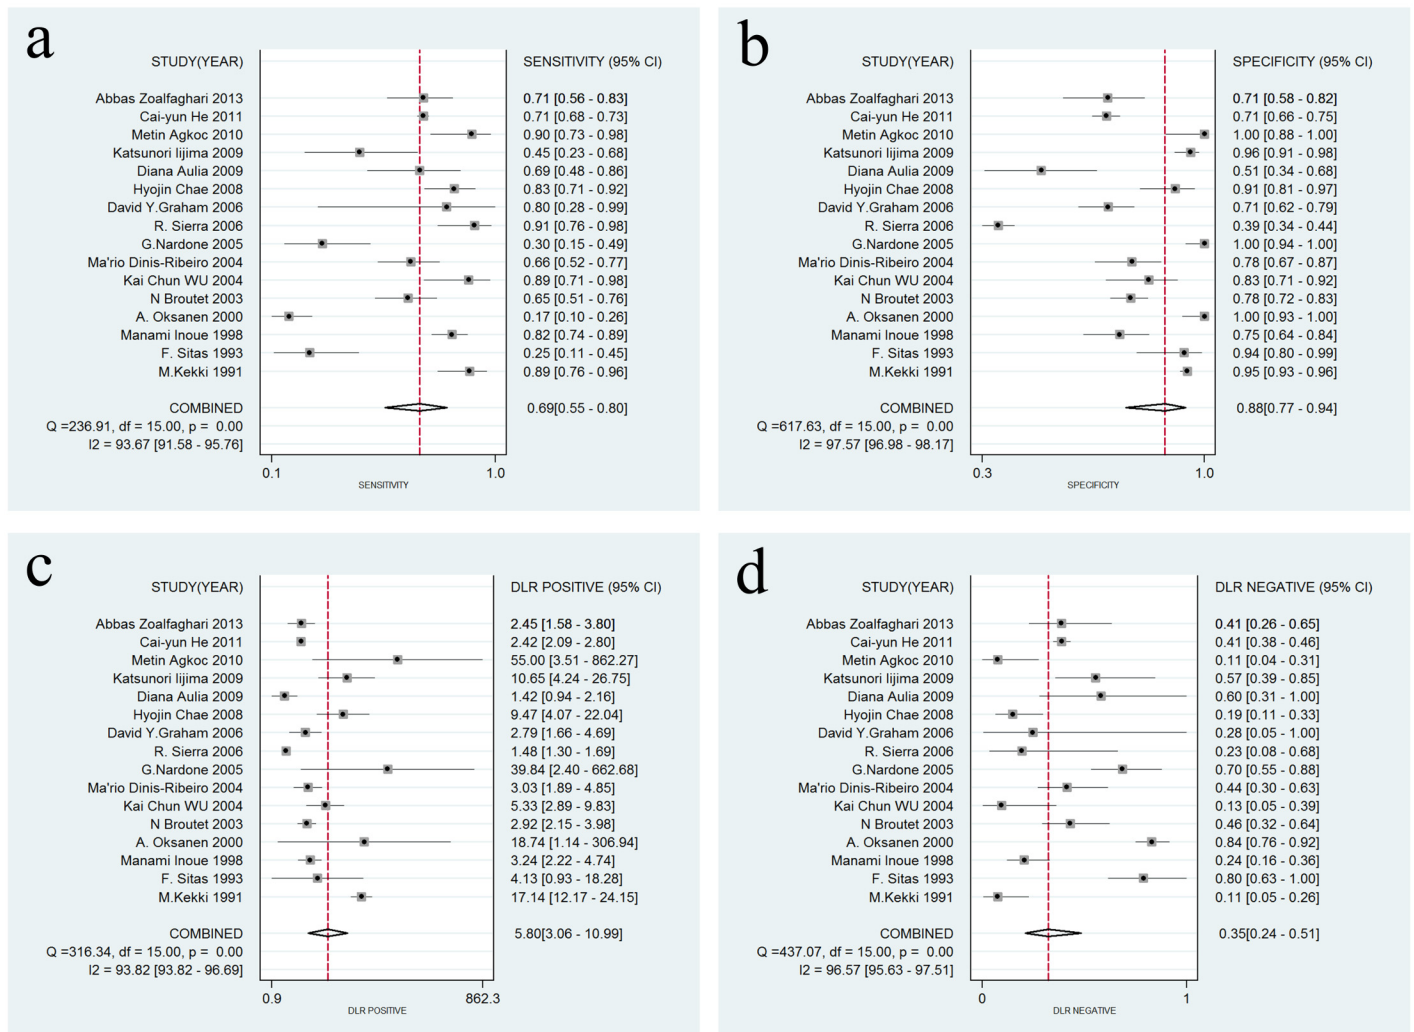 a
STUDY(YEAR) SENSITIVITY (95% CI)
Abbas Zoalfaghari 2013 0.71 [0.56 - 0.83]
Cai-yun He 2011 0.71 [0.68 - 0.73]
Metin Agkoc 2010 0.90 [0.73 - 0.98]
Katsunori Iijima 2009 0.45 [0.23 - 0.68]
Diana Aulia 2009 0.69 [0.48 - 0.86]
Hyojin Chae 2008 0.83 [0.71 - 0.92]
David Y.Graham 2006 0.80 [0.28 - 0.99]
R. Sierra 2006 0.91 [0.76 - 0.98]
G.Nardone 2005 0.30 [0.15 - 0.49]
Ma'rio Dinis-Ribeiro 2004 0.66 [0.52 - 0.77]
Kai Chun WU 2004 0.89 [0.71 - 0.98]
N Broutet 2003 0.65 [0.51 - 0.76]
A. Oksanen 2000 0.17 [0.10 - 0.26]
Manami Inoue 1998 0.82 [0.74 - 0.89]
F. Sitas 1993 0.25 [0.11 - 0.45]
M.Kekki 1991 0.89 [0.76 - 0.96]
COMBINED 0.69[0.55 - 0.80]
Q =236.91, df = 15.00, p = 0.00
I2 = 93.67 [91.58 - 95.76]
0.1 1.0
SENSITIVITY
b
STUDY(YEAR) SPECIFICITY (95% CI)
Abbas Zoalfaghari 2013 0.71 [0.58 - 0.82]
Cai-yun He 2011 0.71 [0.66 - 0.75]
Metin Agkoc 2010 1.00 [0.88 - 1.00]
Katsunori Iijima 2009 0.96 [0.91 - 0.98]
Diana Aulia 2009 0.51 [0.34 - 0.68]
Hyojin Chae 2008 0.91 [0.81 - 0.97]
David Y.Graham 2006 0.71 [0.62 - 0.79]
R. Sierra 2006 0.39 [0.34 - 0.44]
G.Nardone 2005 1.00 [0.94 - 1.00]
Ma'rio Dinis-Ribeiro 2004 0.78 [0.67 - 0.87]
Kai Chun WU 2004 0.83 [0.71 - 0.92]
N Broutet 2003 0.78 [0.72 - 0.83]
A. Oksanen 2000 1.00 [0.93 - 1.00]
Manami Inoue 1998 0.75 [0.64 - 0.84]
F. Sitas 1993 0.94 [0.80 - 0.99]
M.Kekki 1991 0.95 [0.93 - 0.96]
COMBINED 0.88[0.77 - 0.94]
Q =617.63, df = 15.00, p = 0.00
I2 = 97.57 [96.98 - 98.17]
0.3 1.0
SPECIFICITY
c
STUDY(YEAR) DLR POSITIVE (95% CI)
Abbas Zoalfaghari 2013 2.45 [1.58 - 3.80]
Cai-yun He 2011 2.42 [2.09 - 2.80]
Metin Agkoc 2010 55.00 [3.51 - 862.27]
Katsunori Iijima 2009 10.65 [4.24 - 26.75]
Diana Aulia 2009 1.42 [0.94 - 2.16]
Hyojin Chae 2008 9.47 [4.07 - 22.04]
David Y.Graham 2006 2.79 [1.66 - 4.69]
R. Sierra 2006 1.48 [1.30 - 1.69]
G.Nardone 2005 39.84 [2.40 - 662.68]
Ma'rio Dinis-Ribeiro 2004 3.03 [1.89 - 4.85]
Kai Chun WU 2004 5.33 [2.89 - 9.83]
N Broutet 2003 2.92 [2.15 - 3.98]
A. Oksanen 2000 18.74 [1.14 - 306.94]
Manami Inoue 1998 3.24 [2.22 - 4.74]
F. Sitas 1993 4.13 [0.93 - 18.28]
M.Kekki 1991 17.14 [12.17 - 24.15]
COMBINED 5.80[3.06 - 10.99]
Q =316.34, df = 15.00, p = 0.00
I2 = 93.82 [93.82 - 96.69]
0.9 862.3
DLR POSITIVE
d
STUDY(YEAR) DLR NEGATIVE (95% CI)
Abbas Zoalfaghari 2013 0.41 [0.26 - 0.65]
Cai-yun He 2011 0.41 [0.38 - 0.46]
Metin Agkoc 2010 0.11 [0.04 - 0.31]
Katsunori Iijima 2009 0.57 [0.39 - 0.85]
Diana Aulia 2009 0.60 [0.31 - 1.00]
Hyojin Chae 2008 0.19 [0.11 - 0.33]
David Y.Graham 2006 0.28 [0.05 - 1.00]
R. Sierra 2006 0.23 [0.08 - 0.68]
G.Nardone 2005 0.70 [0.55 - 0.88]
Ma'rio Dinis-Ribeiro 2004 0.44 [0.30 - 0.63]
Kai Chun WU 2004 0.13 [0.05 - 0.39]
N Broutet 2003 0.46 [0.32 - 0.64]
A. Oksanen 2000 0.84 [0.76 - 0.92]
Manami Inoue 1998 0.24 [0.16 - 0.36]
F. Sitas 1993 0.80 [0.63 - 1.00]
M.Kekki 1991 0.11 [0.05 - 0.26]
COMBINED 0.35[0.24 - 0.51]
Q =437.07, df = 15.00, p = 0.00
I2 = 96.57 [95.63 - 97.51]
0 1
DLR NEGATIVE